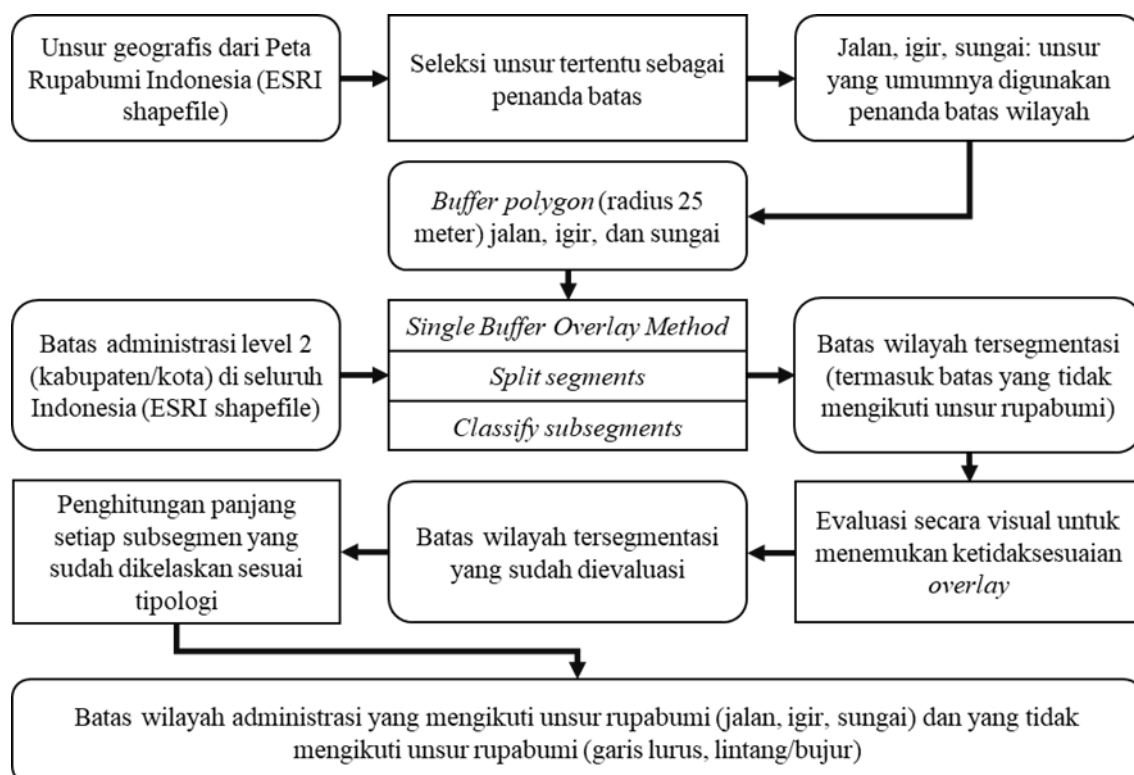 Unsur geografis dari Peta
Rupabumi Indonesia (ESRI
shapefile)
Seleksi unsur tertentu sebagai
penanda batas
Jalan, igir, sungai: unsur
yang umumnya digunakan
penanda batas wilayah
Buffer polygon (radius 25
meter) jalan, igir, dan sungai
Batas administrasi level 2
(kabupaten/kota) di seluruh
Indonesia (ESRI shapefile)
Single Buffer Overlay Method
Split segments
Classify subsegments
Batas wilayah tersegmentasi
(termasuk batas yang tidak
mengikuti unsur rupabumi)
Evaluasi secara visual untuk
menemukan ketidaksesuaian
overlay
Batas wilayah tersegmentasi
yang sudah dievaluasi
Penghitungan panjang
setiap subsegmen yang
sudah dikelaskan sesuai
tipologi
Batas wilayah administrasi yang mengikuti unsur rupabumi (jalan, igir, sungai) dan yang tidak
mengikuti unsur rupabumi (garis lurus, lintang/bujur)